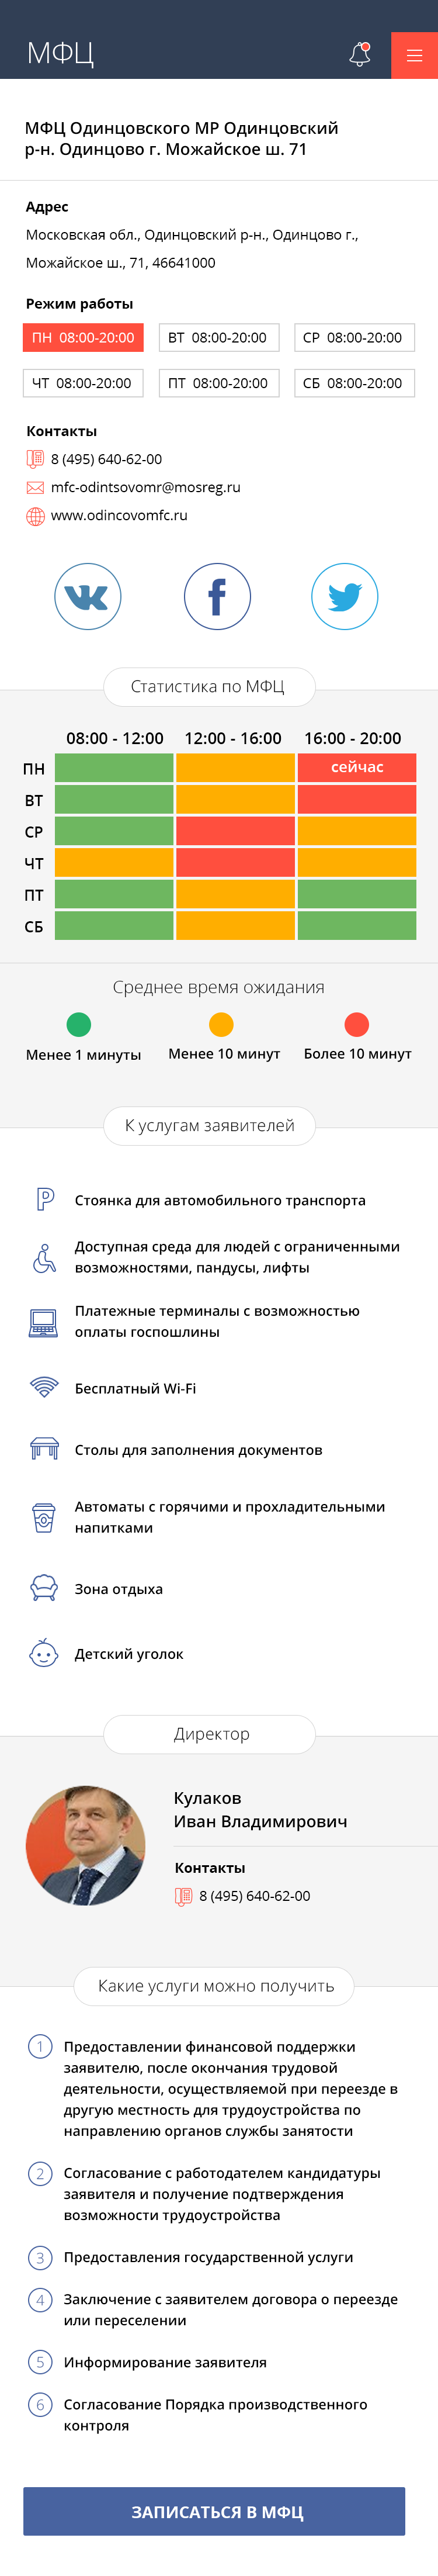 МФЦ
МФЦ Одинцовского МР Одинцовский
р-н. Одинцово г. Можайское ш. 71
Адрес
Московская обл., Одинцовский р-н., Одинцово г.,
Можайское ш., 71, 46641000
Режим работы
ПН 08:00-20:00 ВТ 08:00-20:00 СР 08:00-20:00
ЧТ 08:00-20:00 ПТ 08:00-20:00 СБ 08:00-20:00
Контакты
8 (495) 640-62-00
mfc-odintsovomr@mosreg.ru
www.odincovomfc.ru
Статистика по МФЦ
08:00 - 12:00 12:00 - 16:00 16:00 - 20:00
ПН сейчас
ВТ
СР
ЧТ
ПТ
СБ
Среднее время ожидания
Менее 1 минуты Менее 10 минут Более 10 минут
К услугам заявителей
Стоянка для автомобильного транспорта
Доступная среда для людей с ограниченными
возможностями, пандусы, лифты
Платежные терминалы с возможностью
оплаты госпошлины
Бесплатный Wi-Fi
Столы для заполнения документов
Автоматы с горячими и прохладительными
напитками
Зона отдыха
Детский уголок
Директор
Кулаков
Иван Владимирович
Контакты
8 (495) 640-62-00
Какие услуги можно получить
1 Предоставлении финансовой поддержки
заявителю, после окончания трудовой
деятельности, осуществляемой при переезде в
другую местность для трудоустройства по
направлению органов службы занятости
2 Согласование с работодателем кандидатуры
заявителя и получение подтверждения
возможности трудоустройства
3 Предоставления государственной услуги
4 Заключение с заявителем договора о переезде
или переселении
5 Информирование заявителя
6 Согласование Порядка производственного
контроля
ЗАПИСАТЬСЯ В МФЦ